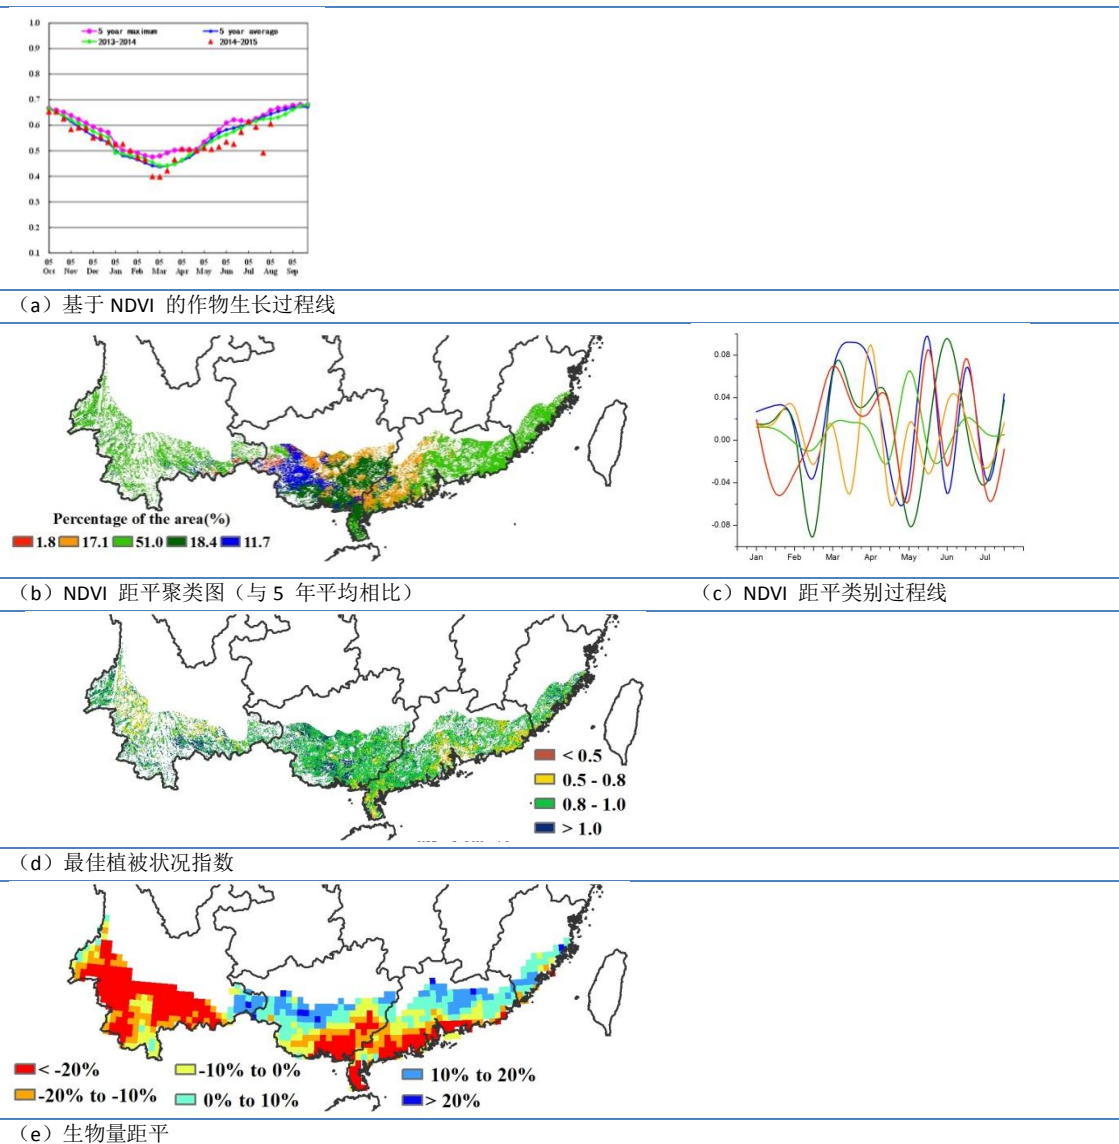 1.0
5 year maximum 5 year average
2013-2014 2014-2015
0.9
0.8
0.7
0.6
0.5
0.4
0.3
0.2
0.1
05 05 05 05 05 05 05 05 05 05 05 05
Oct Nov Dec Jan Feb Mar Apr May Jun Jul Aug Sep
（a）基于 NDVI 的作物生长过程线
Percentage of the area(%)
1.8 17.1 51.0 18.4 11.7
0.08
0.04
0.00
-0.04
-0.08
Jan Feb Mar Apr May Jun Jul
（b）NDVI 距平聚类图（与 5 年平均相比）
（c）NDVI 距平类别过程线
< 0.5
0.5 - 0.8
0.8 - 1.0
> 1.0
（d）最佳植被状况指数
< -20% -10% to 0% 10% to 20%
-20% to -10% 0% to 10% > 20%
（e）生物量距平